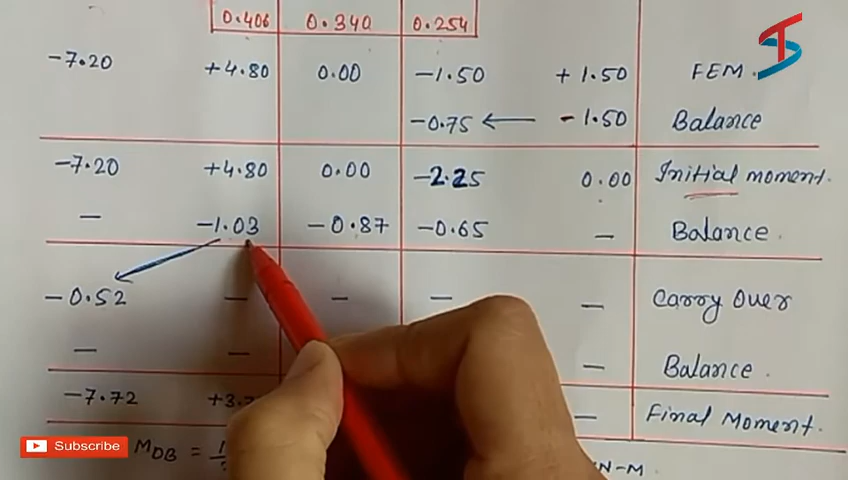 0.406 0.340 0.254
-7.20 +4.80 0.00 -1.50 +1.50 FEM.
-0.75 ← -1.50 Balance
-7.20 +4.80 0.00 -2.25 0.00 Initial moment.
— -1.03 -0.87 -0.65 — Balance.
-0.52 — — — — Carry Over
— — — Balance.
-7.72 +3. — Final Moment.
Subscribe MDB = N-M